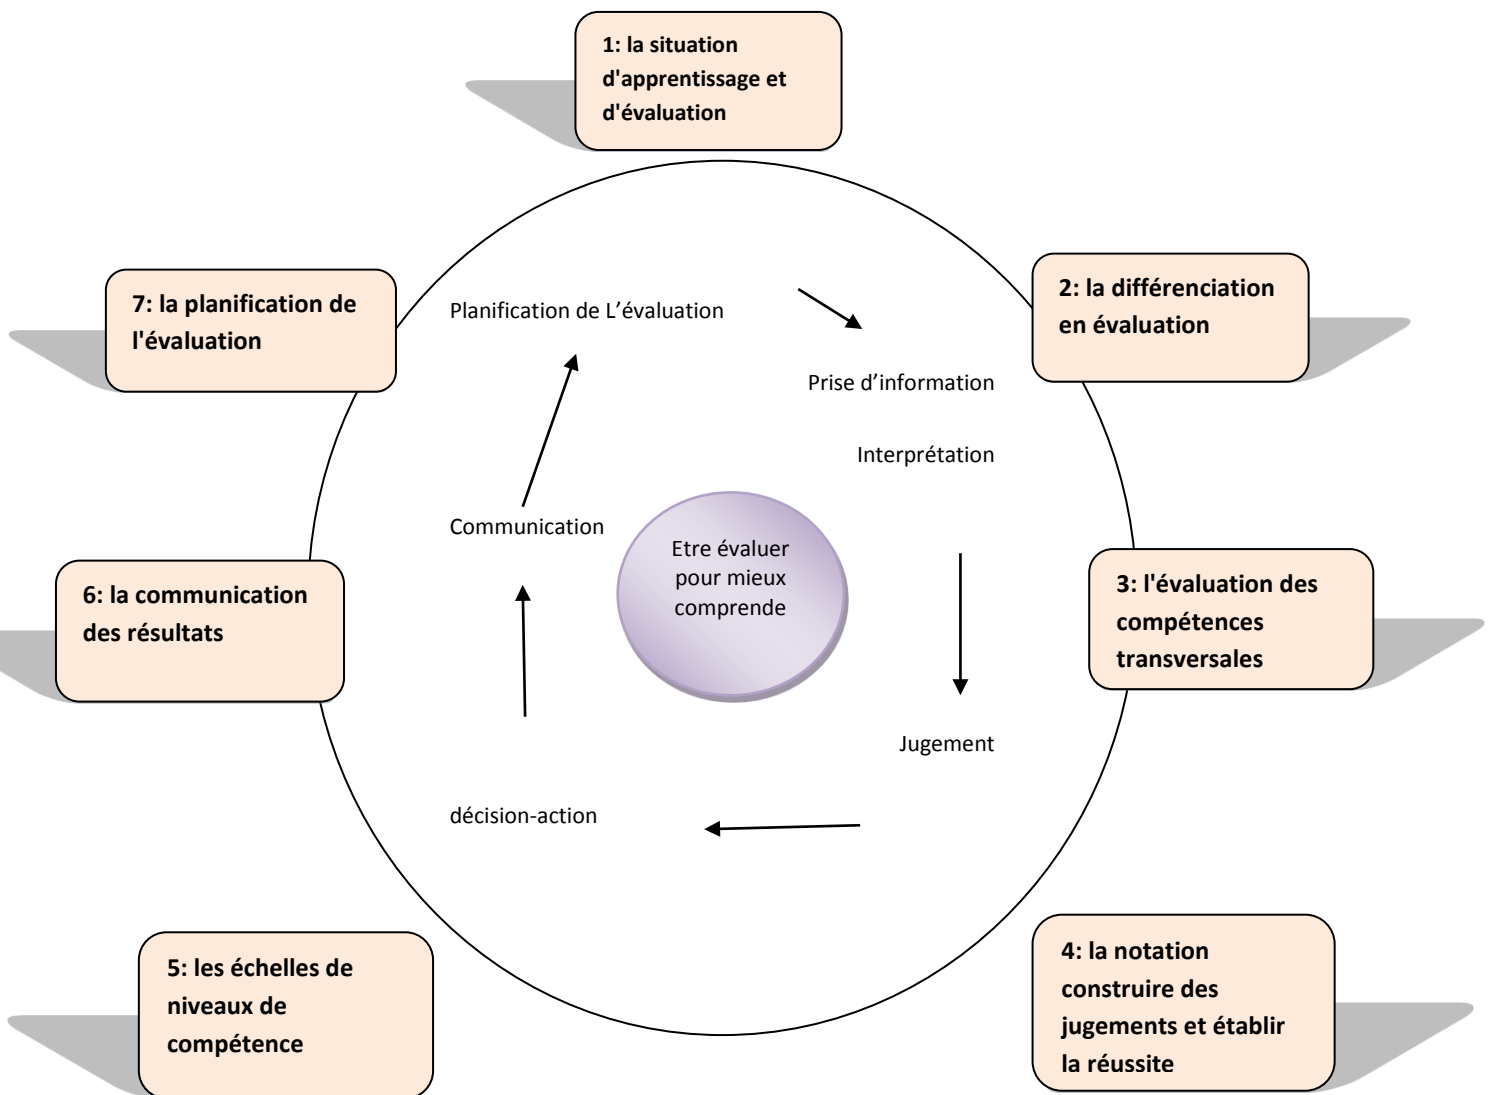 1: la situation
d'apprentissage et
d'évaluation
7: la planification de
l'évaluation
Planification de L’évaluation
2: la différenciation
en évaluation
Prise d’information
Interprétation
Communication
Etre évaluer
pour mieux
comprende
6: la communication
des résultats
3: l'évaluation des
compétences
transversales
Jugement
décision-action
5: les échelles de
niveaux de
compétence
4: la notation
construire des
jugements et établir
la réussite